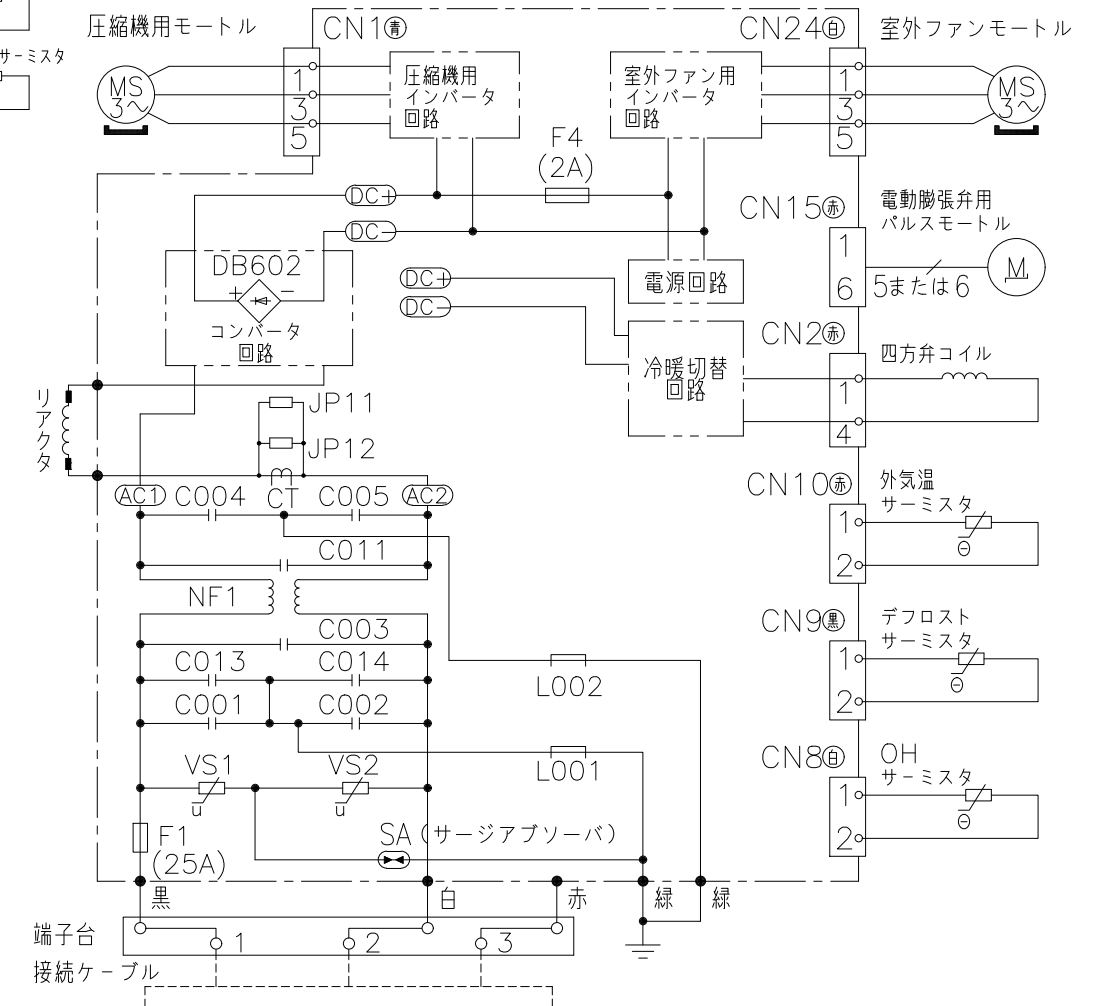 サーミスタ
圧縮機用モートル
CN1青
CN24白
室外ファンモートル
MS
3～
1
3
5
圧縮機用
インバータ
回路
室外ファン用
インバータ
回路
1
3
5
MS
3～
F4
(2A)
DC+
DC−
CN15赤
電動膨張弁用
パルスモートル
1
6
5または6
M
DB602
+
−
コンバータ
回路
DC+
DC−
電源回路
冷暖切替
回路
CN2赤
四方弁コイル
1
4
リアクタ
JP11
JP12
CT
AC1
C004
C005
AC2
CN10赤
外気温
サーミスタ
1
2
θ
C011
NF1
C003
C013
C014
C001
C002
L002
L001
CN9黒
デフロスト
サーミスタ
1
2
θ
VS1
u
VS2
u
CN8白
OH
サーミスタ
1
2
θ
F1
(25A)
SA（サージアブソーバ）
黒
白
赤
緑
緑
端子台
1
2
3
接続ケーブル